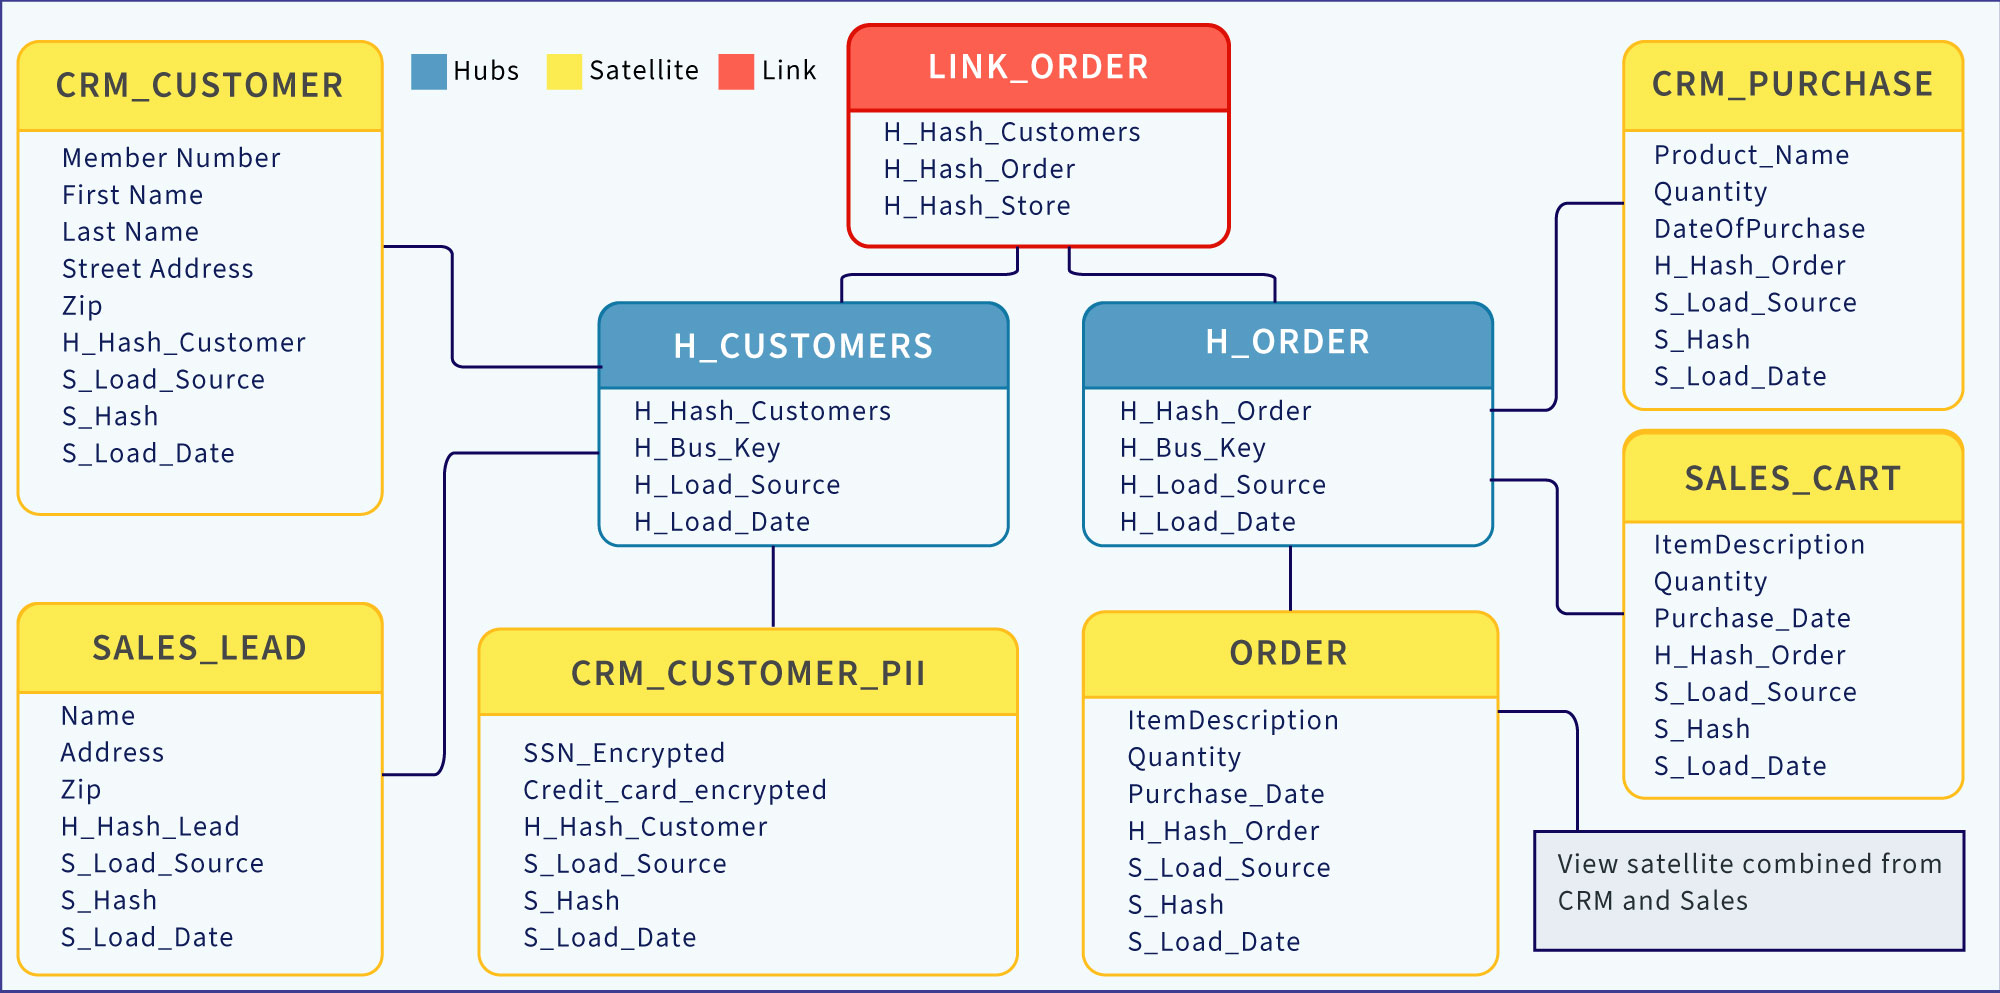 CRM_CUSTOMER
Member Number
First Name
Last Name
Street Address
Zip
H_Hash_Customer
S_Load_Source
S_Hash
S_Load_Date
Hubs
Satellite
Link
LINK_ORDER
H_Hash_Customers
H_Hash_Order
H_Hash_Store
CRM_PURCHASE
Product_Name
Quantity
DateOfPurchase
H_Hash_Order
S_Load_Source
S_Hash
S_Load_Date
H_CUSTOMERS
H_Hash_Customers
H_Bus_Key
H_Load_Source
H_Load_Date
H_ORDER
H_Hash_Order
H_Bus_Key
H_Load_Source
H_Load_Date
SALES_CART
ItemDescription
Quantity
Purchase_Date
H_Hash_Order
S_Load_Source
S_Hash
S_Load_Date
SALES_LEAD
Name
Address
Zip
H_Hash_Lead
S_Load_Source
S_Hash
S_Load_Date
CRM_CUSTOMER_PII
SSN_Encrypted
Credit_card_encrypted
H_Hash_Customer
S_Load_Source
S_Hash
S_Load_Date
ORDER
ItemDescription
Quantity
Purchase_Date
H_Hash_Order
S_Load_Source
S_Hash
S_Load_Date
View satellite combined from
CRM and Sales